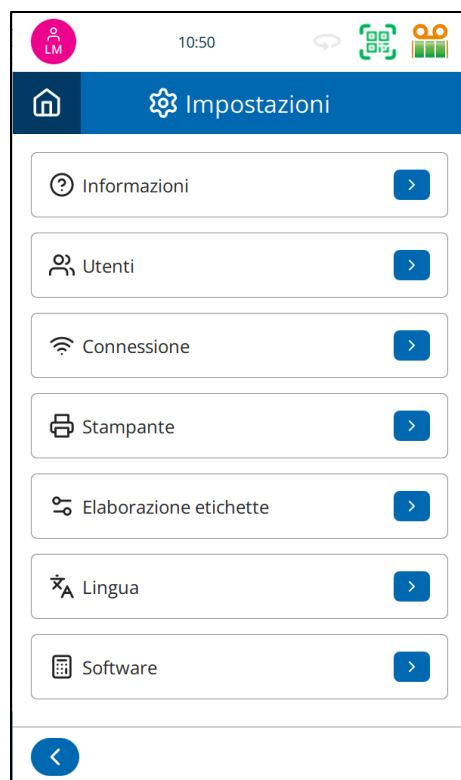 LM
10:50
Impostazioni
Informazioni
Utenti
Connessione
Stampante
Elaborazione etichette
Lingua
Software